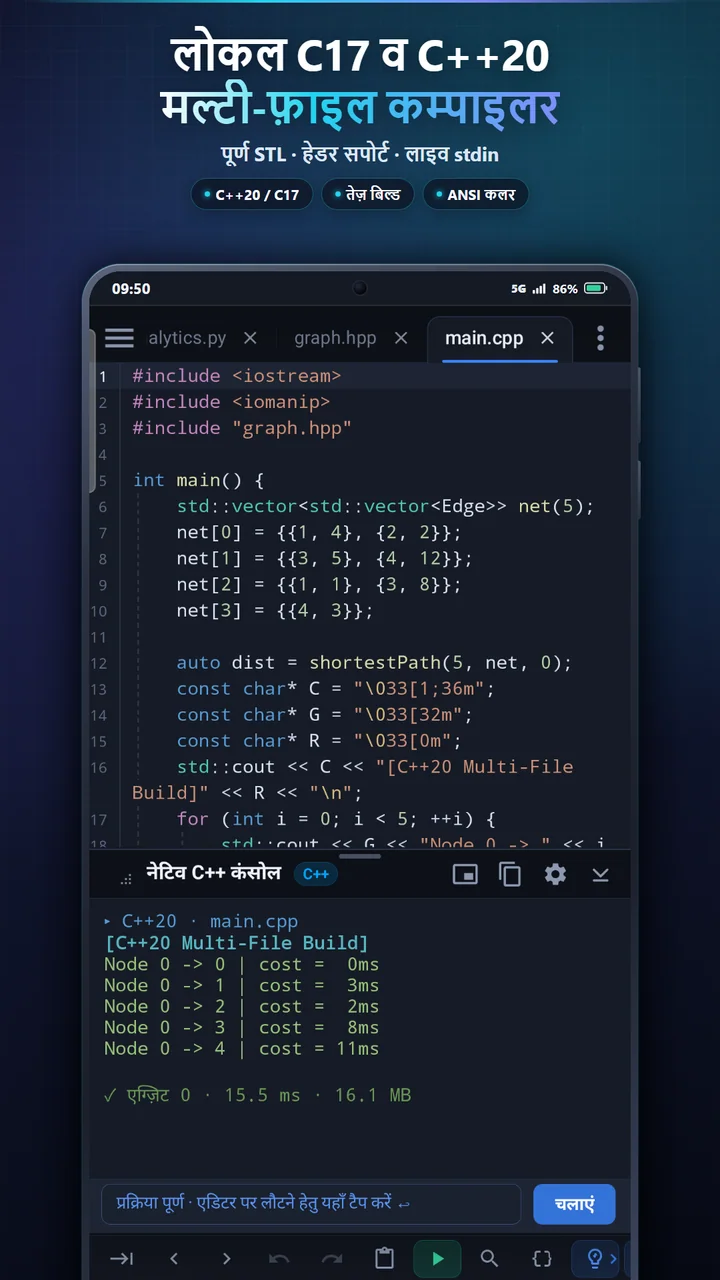 लोकल C17 व C++20
मल्टी-फ़ाइल कम्पाइलर
पूर्ण STL · हेडर सपोर्ट · लाइव stdin
• C++20 / C17 • तेज़ बिल्ड • ANSI कलर
09:50 5G 86%
alytics.py × graph.hpp × main.cpp ×
1 #include <iostream>
2 #include <iomanip>
3 #include "graph.hpp"
4
5 int main() {
6 std::vector<std::vector<Edge>> net(5);
7 net[0] = {{1, 4}, {2, 2}};
8 net[1] = {{3, 5}, {4, 12}};
9 net[2] = {{1, 1}, {3, 8}};
10 net[3] = {{4, 3}};
11
12 auto dist = shortestPath(5, net, 0);
13 const char* C = "\033[1;36m";
14 const char* G = "\033[32m";
15 const char* R = "\033[0m";
16 std::cout << C << "[C++20 Multi-File
Build]" << R << "\n";
17 for (int i = 0; i < 5; ++i) {
18 std::cout << G << "Node 0 -> " << i
नेटिव C++ कंसोल C++
▸ C++20 · main.cpp
[C++20 Multi-File Build]
Node 0 -> 0 | cost =   0ms
Node 0 -> 1 | cost =   3ms
Node 0 -> 2 | cost =   2ms
Node 0 -> 3 | cost =   8ms
Node 0 -> 4 | cost = 11ms
✓ एग्ज़िट 0 · 15.5 ms · 16.1 MB
प्रक्रिया पूर्ण · एडिटर पर लौटने हेतु यहाँ टैप करें ↩
चलाएं